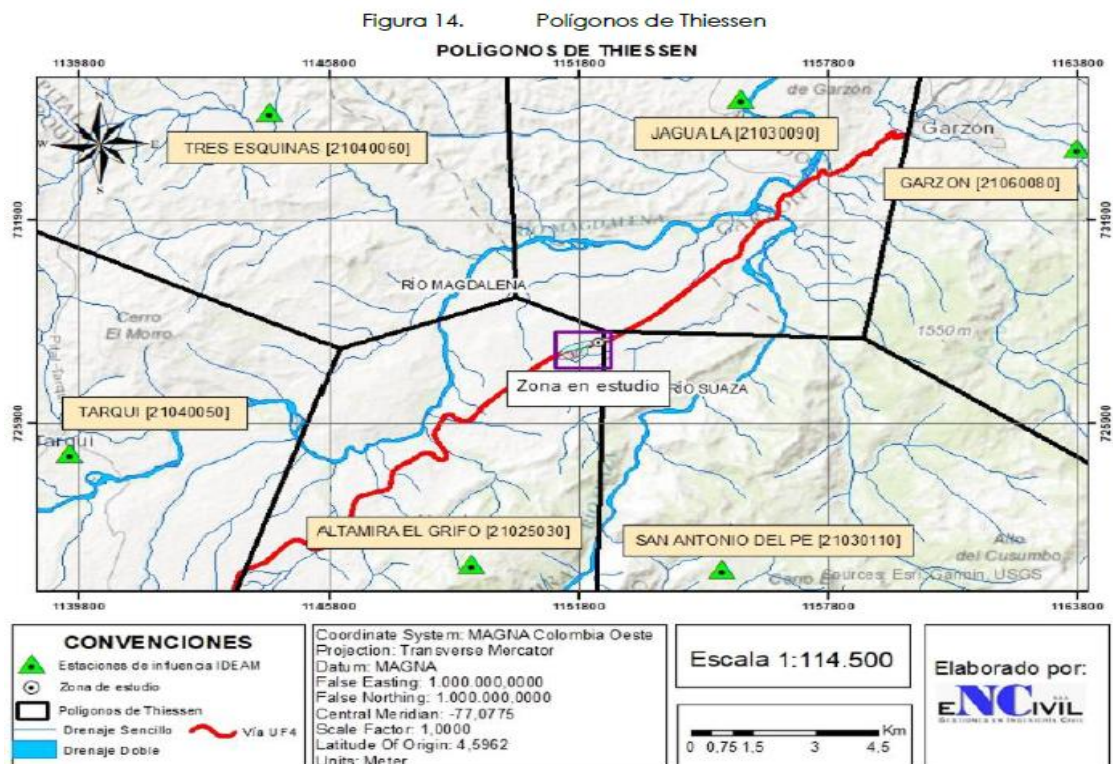 Figura 14. Polígonos de Thiessen
POLÍGONOS DE THIESSEN
1139800 1145800 1151800 1157800 1163800
N
W E
S
de Garzón
Garzón
TRES ESQUINAS [21040060]
JAGUA LA [21030090]
GARZON [21060080]
731900 731900
RÍO MAGDALENA
RÍO MAGDALENA
Cerro
El Morro
1550 m
Zona en estudio
RÍO SUAZA
TARQUI [21040050]
Tarqui
725900 725900
ALTAMIRA EL GRIFO [21025030]
SAN ANTONIO DEL PE [21030110]
Alto
del Cusumbo
Sources: Esri, Garmin, USGS
1139800 1145800 1151800 1157800 1163800
CONVENCIONES
Estaciones de influencia IDEAM
Zona de estudio
Polígonos de Thiessen
Drenaje Sencillo Vía UF4
Drenaje Doble
Coordinate System: MAGNA Colombia Oeste
Projection: Transverse Mercator
Datum: MAGNA
False Easting: 1.000.000,0000
False Northing: 1.000.000,0000
Central Meridian: -77,0775
Scale Factor: 1,0000
Latitude Of Origin: 4,5962
Units: Meter
Escala 1:114.500
Km
0 0,75 1,5 3 4,5
Elaborado por:
ENCIVIL
GESTIONES EN INGENIERÍA CIVIL